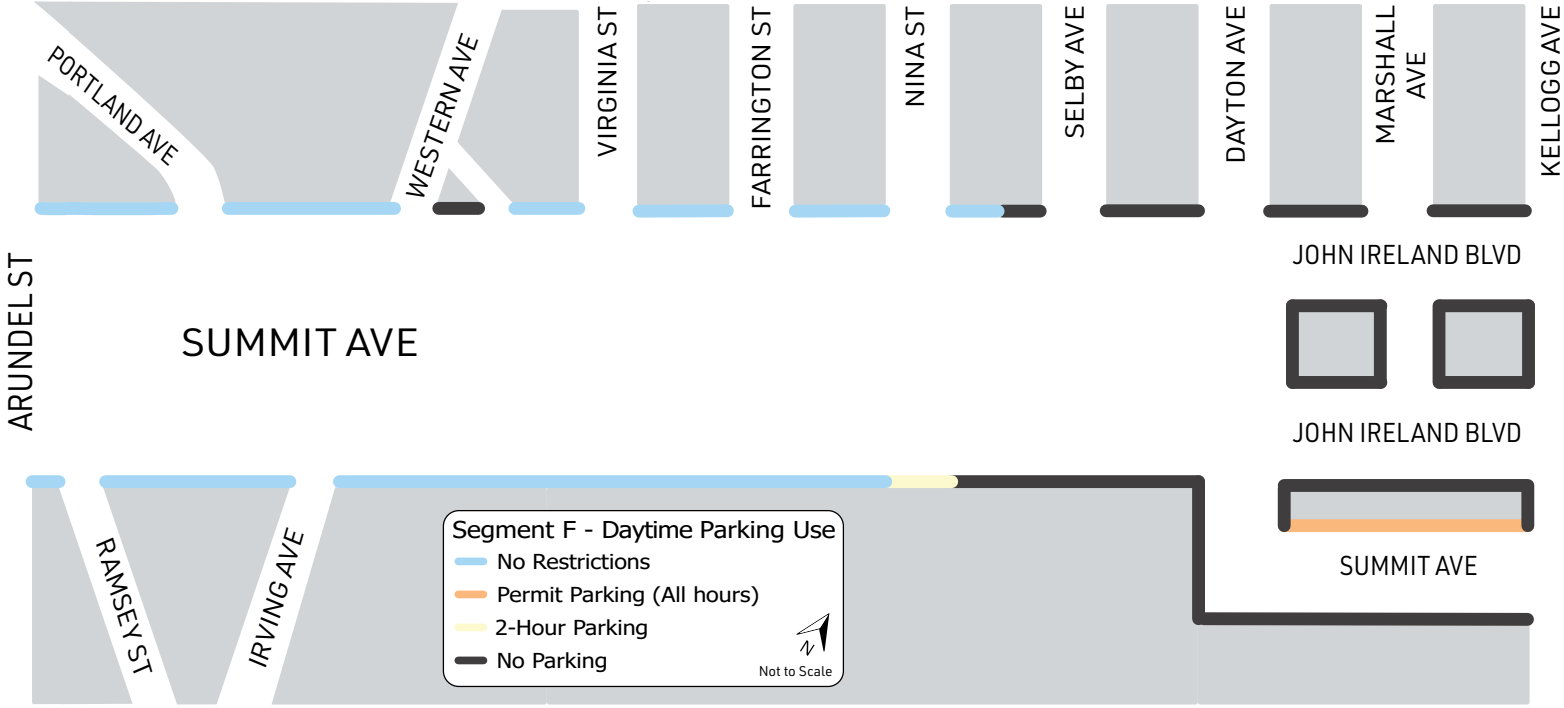 PORTLAND AVE
WESTERN AVE
VIRGINIA ST
FARRINGTON ST
NINA ST
SELBY AVE
DAYTON AVE
MARSHALL
AVE
KELLOGG AVE
JOHN IRELAND BLVD
ARUNDEL ST
SUMMIT AVE
JOHN IRELAND BLVD
RAMSEY ST
IRVING AVE
Segment F - Daytime Parking Use
No Restrictions
Permit Parking (All hours)
2-Hour Parking
No Parking
N
Not to Scale
SUMMIT AVE